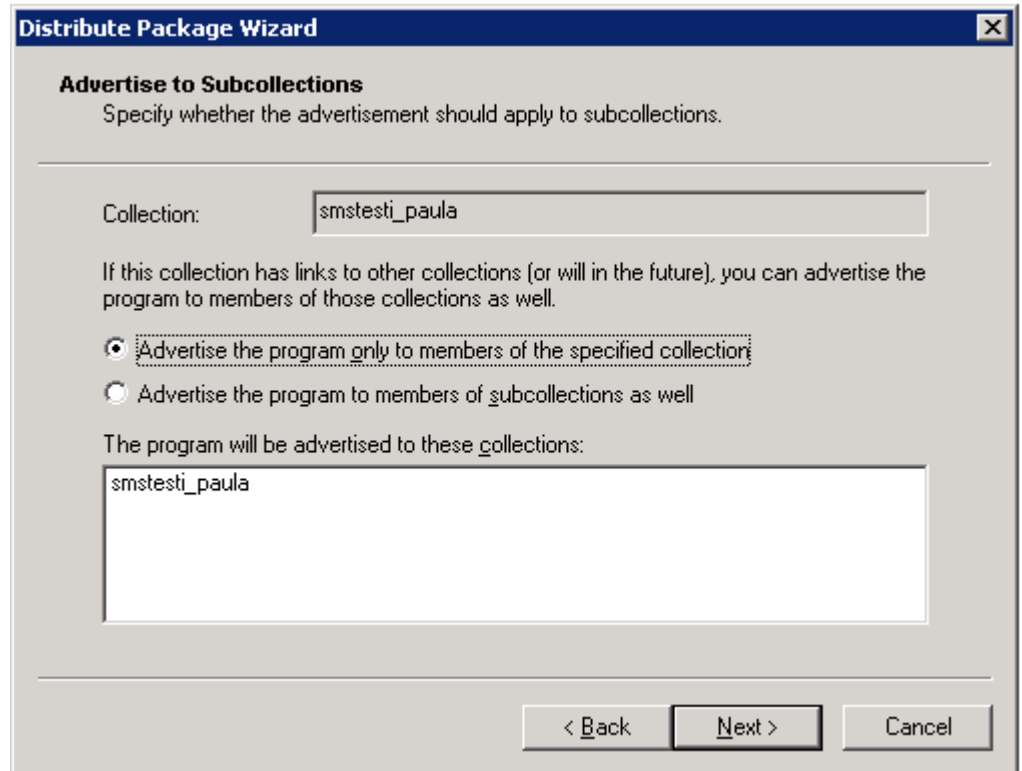 Distribute Package Wizard
Advertise to Subcollections
Specify whether the advertisement should apply to subcollections.
Collection:
smstesti_paula
If this collection has links to other collections (or will in the future), you can advertise the
program to members of those collections as well.
Advertise the program only to members of the specified collection
Advertise the program to members of subcollections as well
The program will be advertised to these collections:
smstesti_paula
< Back
Next >
Cancel